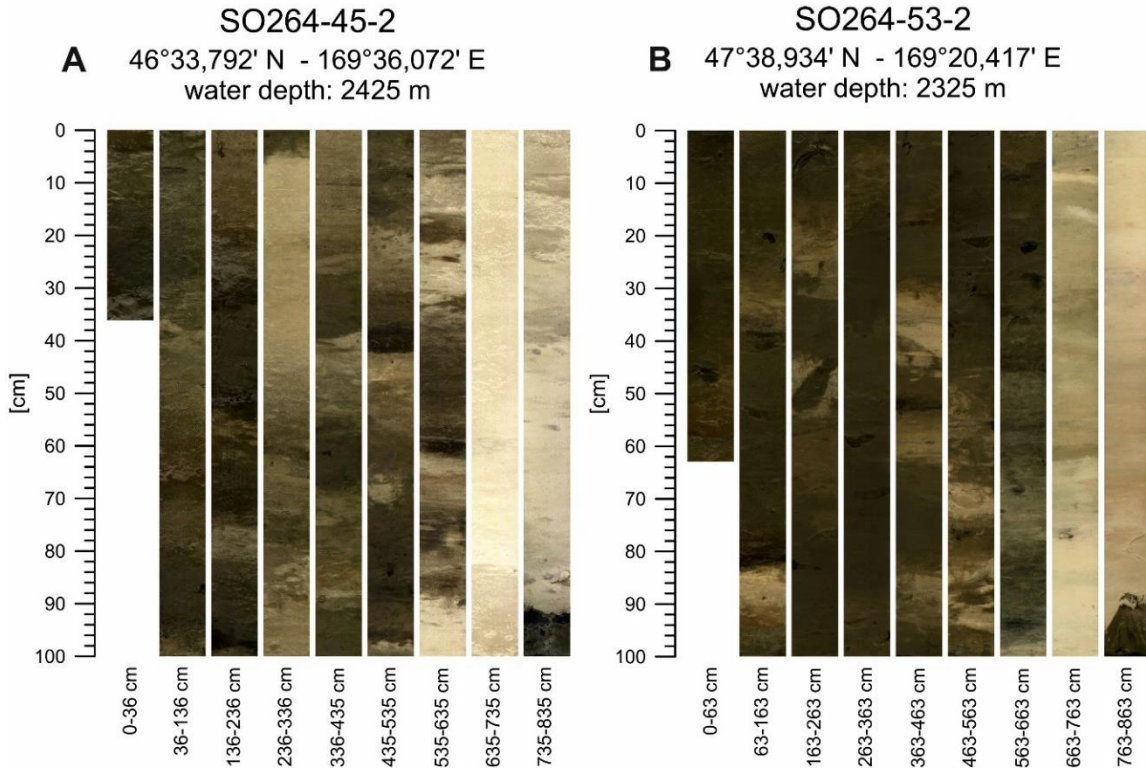 SO264-45-2
A 46°33,792' N - 169°36,072' E
water depth: 2425 m
0
10
20
30
40
50
60
70
80
90
100
[cm]
0-36 cm
36-136 cm
136-236 cm
236-336 cm
336-435 cm
435-535 cm
535-635 cm
635-735 cm
735-835 cm
SO264-53-2
B 47°38,934' N - 169°20,417' E
water depth: 2325 m
0
10
20
30
40
50
60
70
80
90
100
[cm]
0-63 cm
63-163 cm
163-263 cm
263-363 cm
363-463 cm
463-563 cm
563-663 cm
663-763 cm
763-863 cm